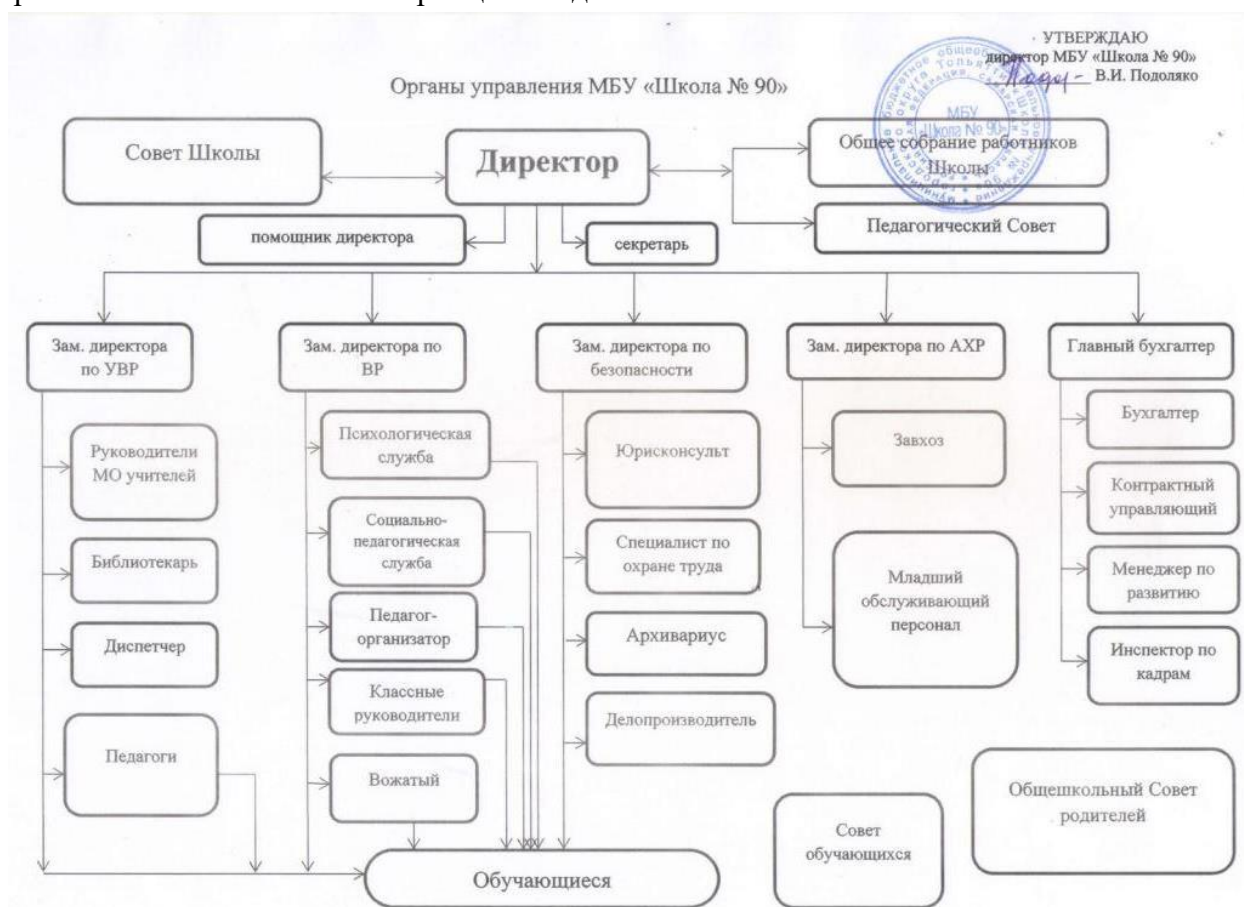 УТВЕРЖДАЮ
директор МБУ «Школа № 90»
В.И. Подоляко
Органы управления МБУ «Школа № 90»
Совет Школы
Директор
Общее собрание работников
Школы
Педагогический Совет
помощник директора
секретарь
МБУ
Школа № 90
Зам. директора
по УВР
Зам. директора по
ВР
Зам. директора по
безопасности
Зам. директора по АХР
Главный бухгалтер
Руководители
МО учителей
Библиотекарь
Диспетчер
Педагоги
Психологическая
служба
Социально-
педагогическая
служба
Педагог-
организатор
Классные
руководители
Вожатый
Юрисконсульт
Специалист по
охране труда
Архивариус
Делопроизводитель
Завхоз
Младший
обслуживающий
персонал
Бухгалтер
Контрактный
управляющий
Менеджер по
развитию
Инспектор по
кадрам
Обучающиеся
Совет
обучающихся
Общешкольный Совет
родителей